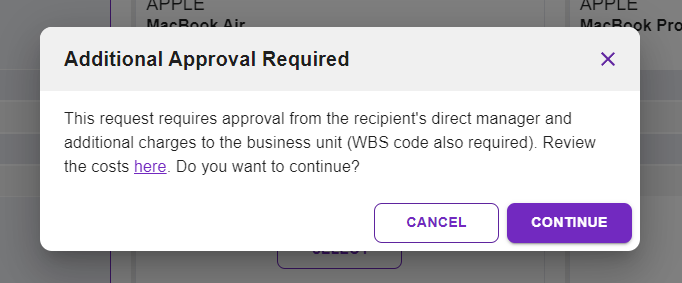 APPLE
APPLE
MacBook Air
MacBook Pro
Additional Approval Required
This request requires approval from the recipient's direct manager and
additional charges to the business unit (WBS code also required). Review
the costs here. Do you want to continue?
CANCEL
CONTINUE
SELECT